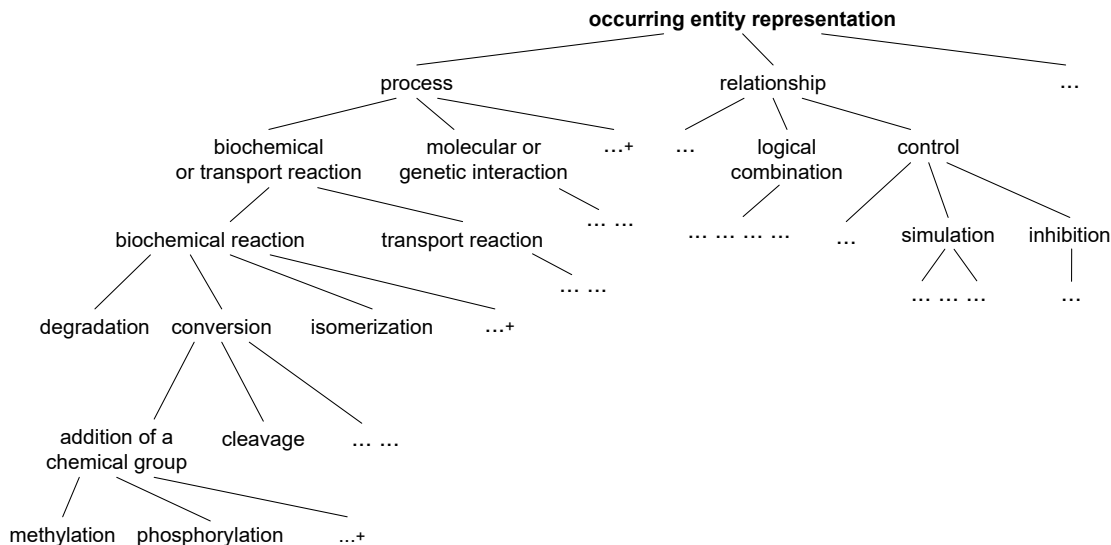 occurring entity representation
process
relationship
...
biochemical
or transport reaction
molecular or
genetic interaction
...+
...
logical
combination
control
... ...
biochemical reaction
transport reaction
... ... ... ...
...
simulation
inhibition
... ...
... ... ...
...
degradation
conversion
isomerization
...+
addition of a
chemical group
cleavage
... ...
methylation
phosphorylation
...+